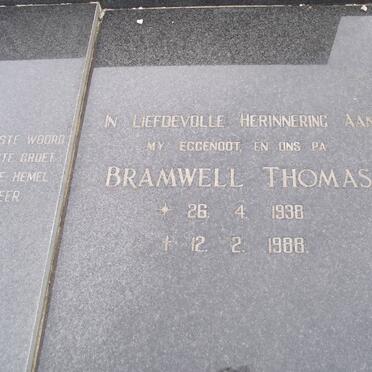 STE WOORD
TE GROET
E HEMEL
EER
IN LIEFDEVOLLE HERINNERING AAN
MY EGGENOOT, EN ONS PA
BRAMWELL THOMAS
* 26. 4. 1938
† 12. 2. 1988.